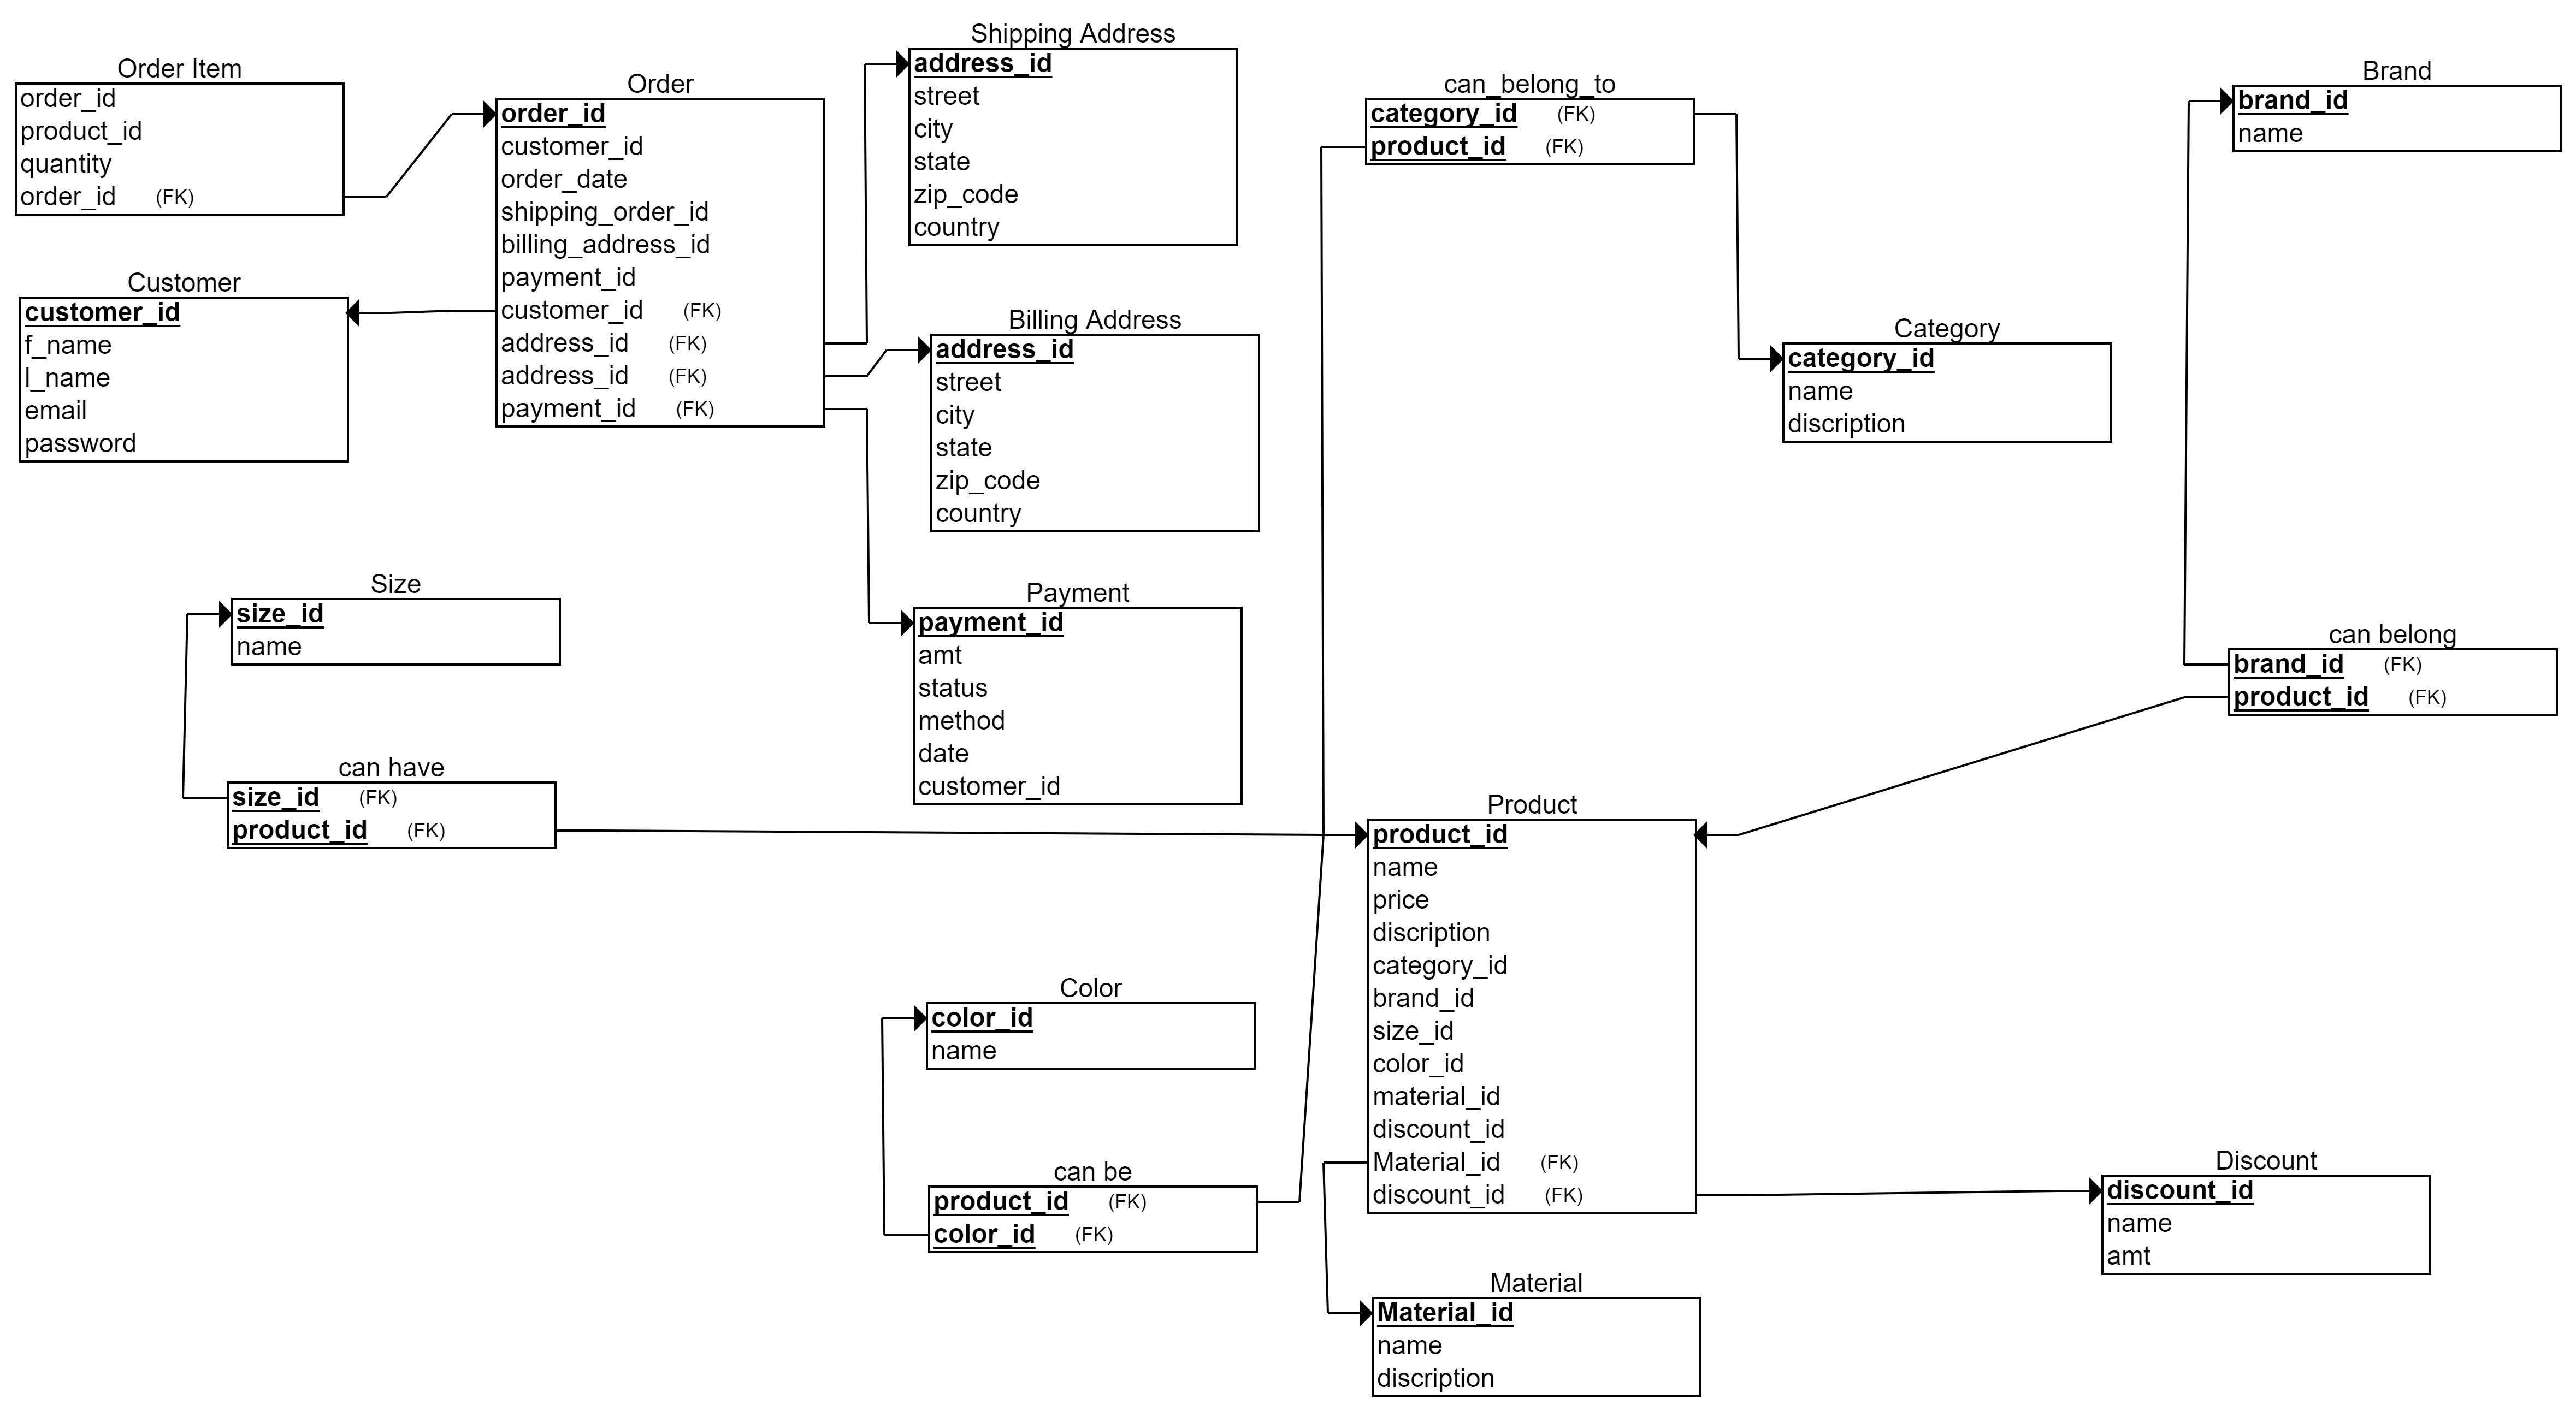 Order Item
order_id
product_id
quantity
order_id (FK)
Customer
customer_id
f_name
l_name
email
password
Order
order_id
customer_id
order_date
shipping_order_id
billing_address_id
payment_id
customer_id (FK)
address_id (FK)
address_id (FK)
payment_id (FK)
Shipping Address
address_id
street
city
state
zip_code
country
Billing Address
address_id
street
city
state
zip_code
country
Payment
payment_id
amt
status
method
date
customer_id
Size
size_id
name
can have
size_id (FK)
product_id (FK)
can_belong_to
category_id (FK)
product_id (FK)
Category
category_id
name
discription
Brand
brand_id
name
can belong
brand_id (FK)
product_id (FK)
Product
product_id
name
price
discription
category_id
brand_id
size_id
color_id
material_id
discount_id
Material_id (FK)
discount_id (FK)
Color
color_id
name
can be
product_id (FK)
color_id (FK)
Discount
discount_id
name
amt
Material
Material_id
name
discription